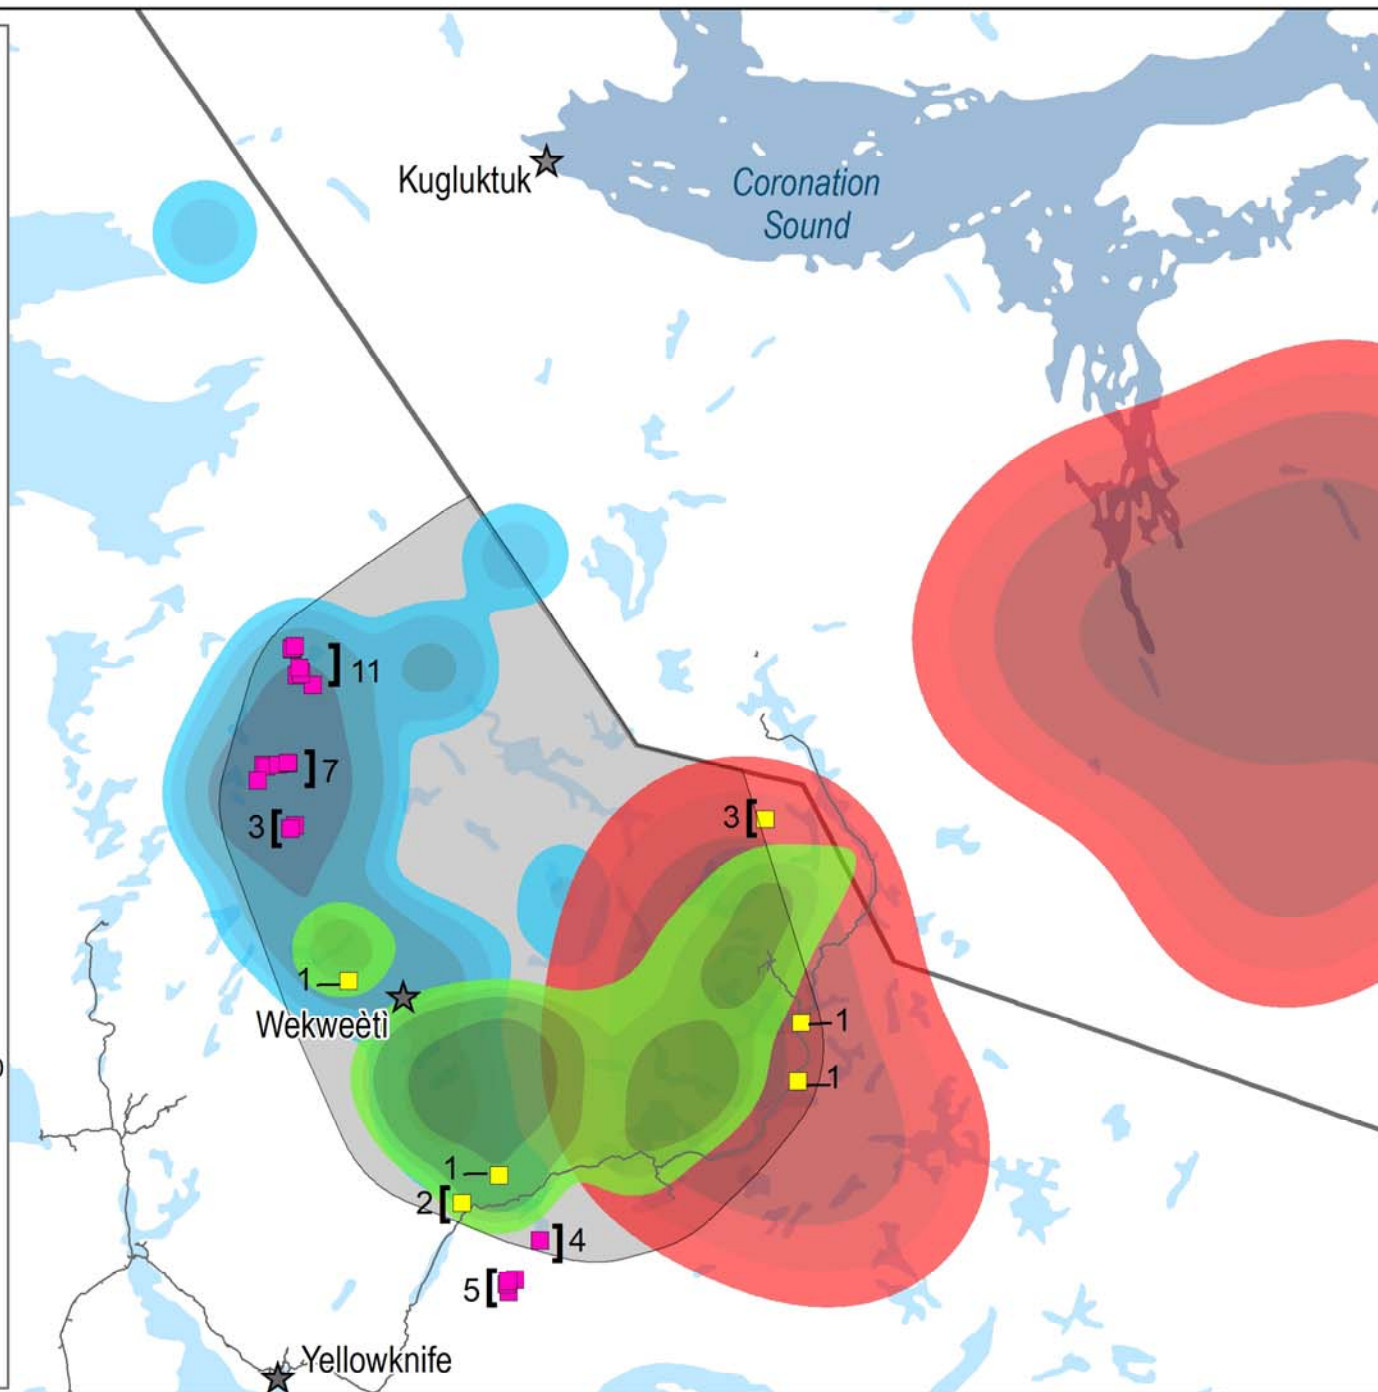 Kugluktuk
Coronation
Sound
] 11
] 7
3 [
3 [
1
Wekweètì
1
1
1
2 [
] 4
5 [
Yellowknife